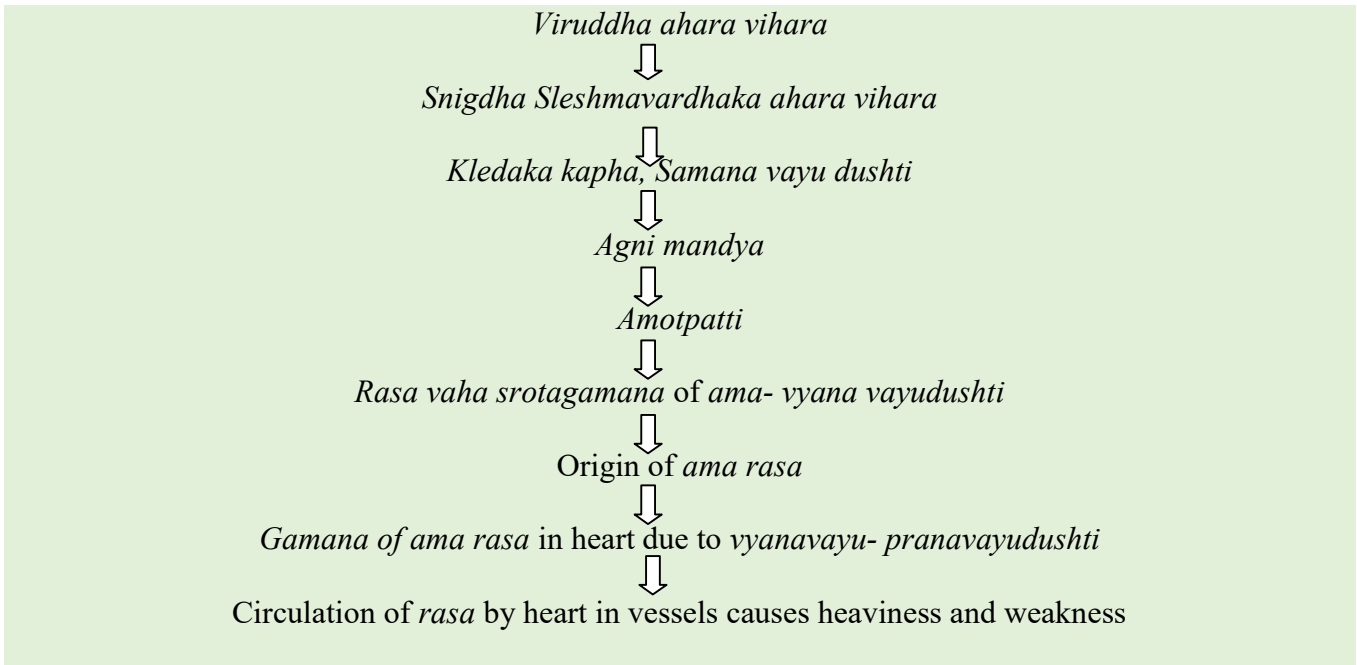 Viruddha ahara vihara
Snigdha Sleshmavardhaka ahara vihara
Kledaka kapha, Samana vayu dushti
Agni mandya
Amotpatti
Rasa vaha srotagamana of ama- vyana vayudushti
Origin of ama rasa
Gamana of ama rasa in heart due to vyanavayu- pranavayudushti
Circulation of rasa by heart in vessels causes heaviness and weakness